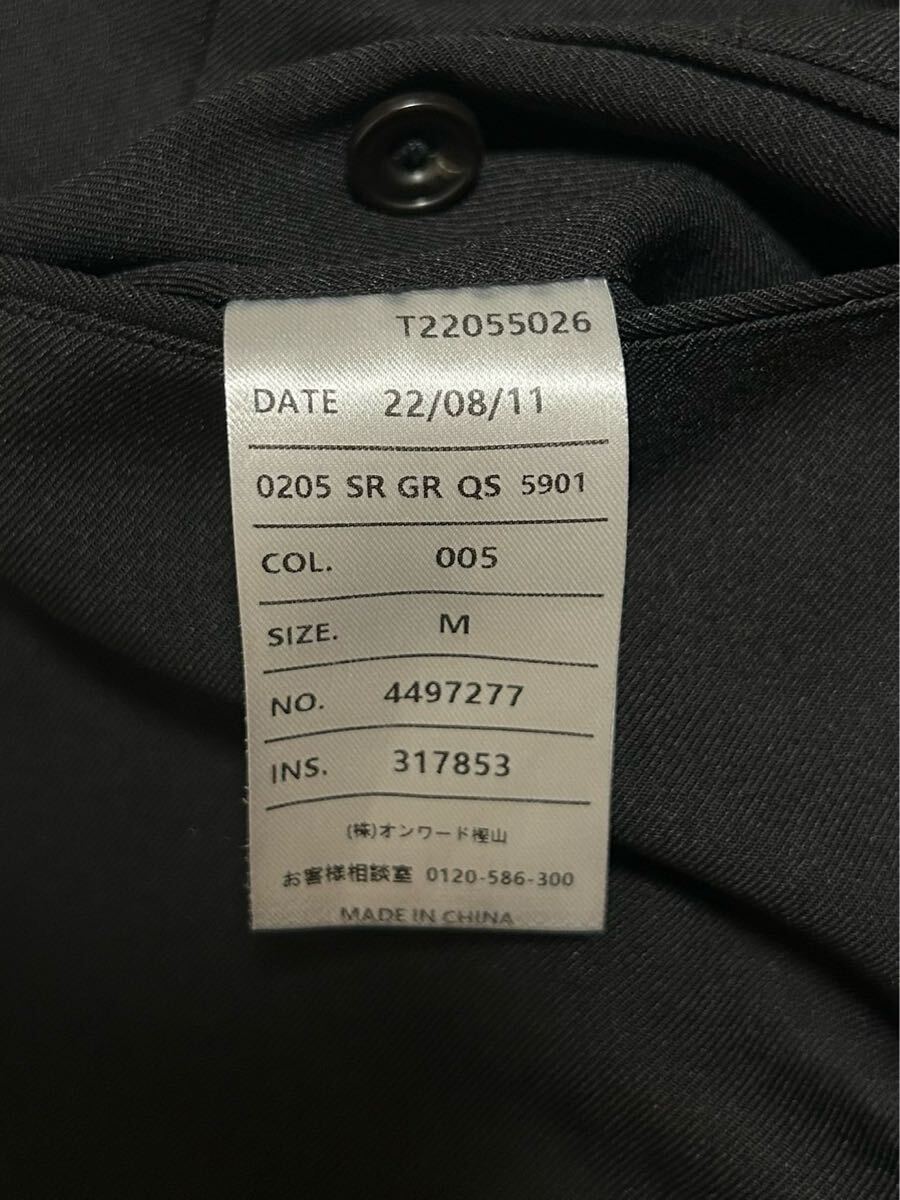 T22055026
DATE 22/08/11
0205 SR GR QS 5901
COL. 005
SIZE. M
NO. 4497277
INS. 317853
(株)オンワード樫山
お客様相談室 0120-586-300
MADE IN CHINA